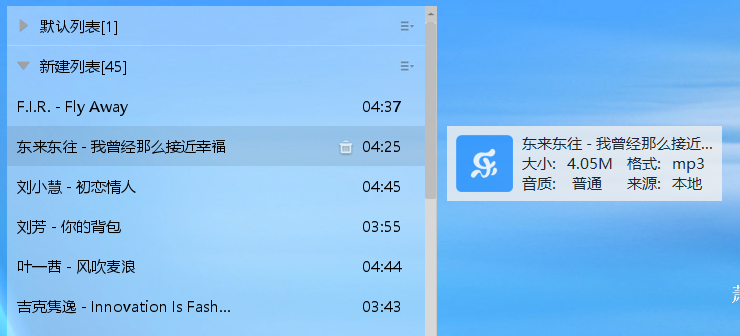 默认列表[1]
新建列表[45]
F.I.R. - Fly Away 04:37
东来东往 - 我曾经那么接近幸福 04:25
刘小慧 - 初恋情人 04:45
刘芳 - 你的背包 03:55
叶一茜 - 风吹麦浪 04:44
吉克隽逸 - Innovation Is Fash... 03:43
东来东往 - 我曾经那么接近...
大小: 4.05M 格式: mp3
音质: 普通 来源: 本地